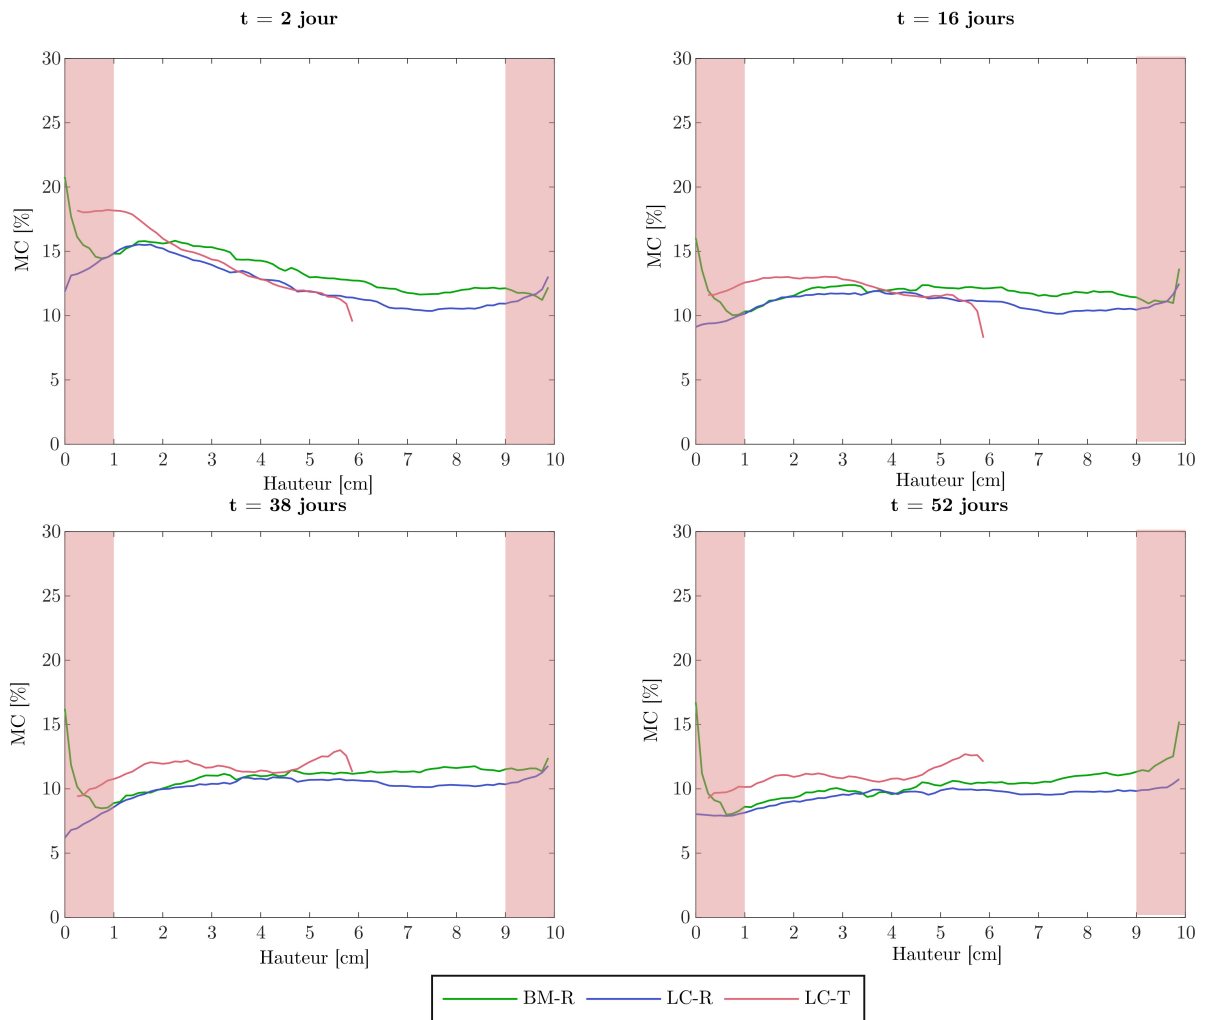 t = 2 jour
t = 16 jours
30
25
20
15
10
5
0
MC [%]
0 1 2 3 4 5 6 7 8 9 10
Hauteur [cm]
30
25
20
15
10
5
0
MC [%]
0 1 2 3 4 5 6 7 8 9 10
Hauteur [cm]
t = 38 jours
t = 52 jours
30
25
20
15
10
5
0
MC [%]
0 1 2 3 4 5 6 7 8 9 10
Hauteur [cm]
30
25
20
15
10
5
0
MC [%]
0 1 2 3 4 5 6 7 8 9 10
Hauteur [cm]
BM-R LC-R LC-T